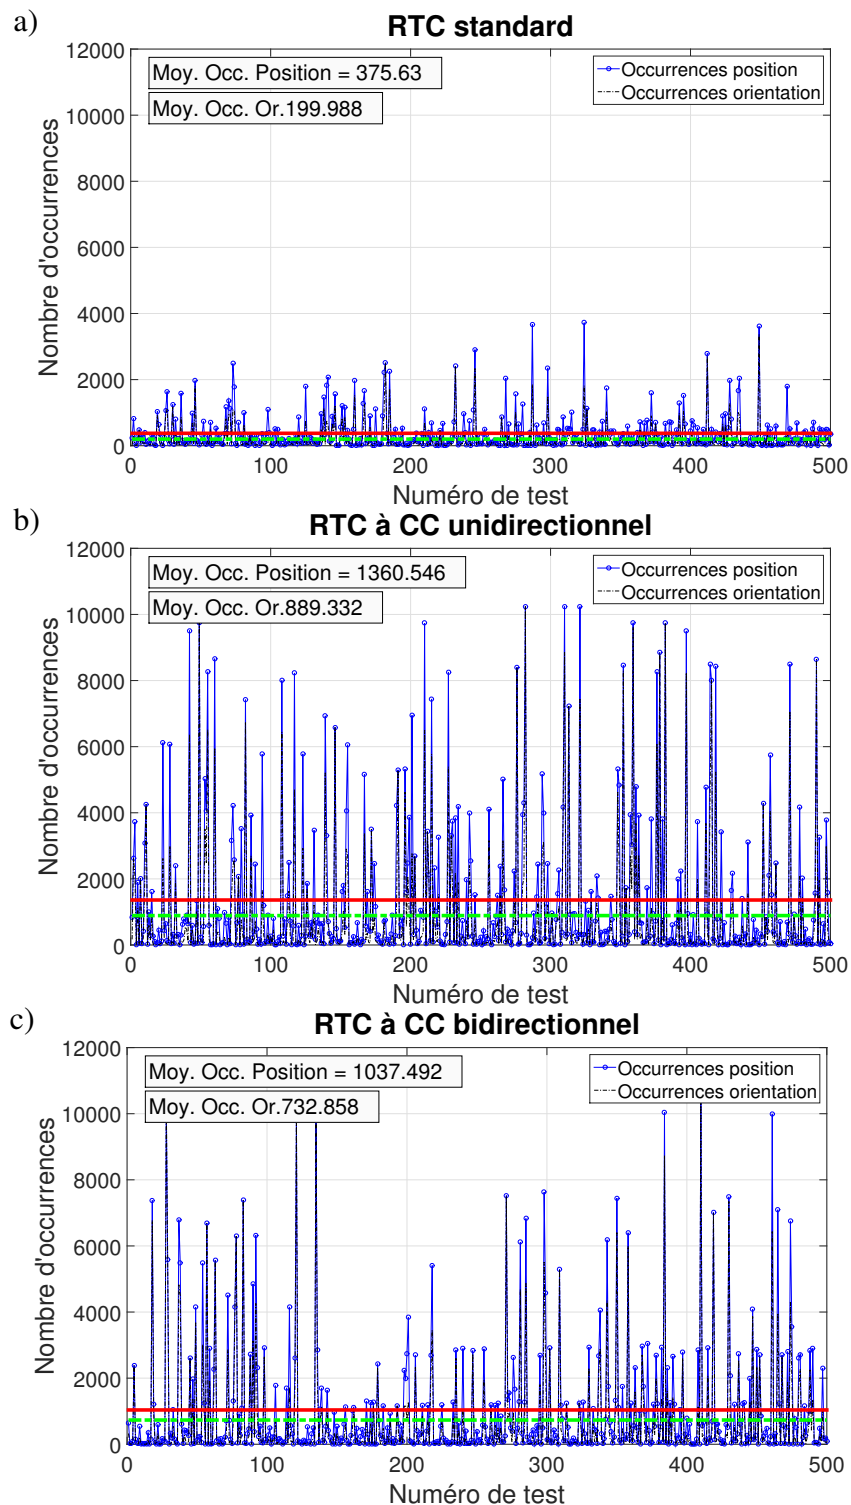 a)
RTC standard
12000
10000
8000
6000
4000
2000
0
Nombre d'occurrences
Moy. Occ. Position = 375.63
Moy. Occ. Or.199.988
Occurrences position
Occurrences orientation
0 100 200 300 400 500
Numéro de test
b)
RTC à CC unidirectionnel
12000
10000
8000
6000
4000
2000
0
Nombre d'occurrences
Moy. Occ. Position = 1360.546
Moy. Occ. Or.889.332
Occurrences position
Occurrences orientation
0 100 200 300 400 500
Numéro de test
c)
RTC à CC bidirectionnel
12000
10000
8000
6000
4000
2000
0
Nombre d'occurrences
Moy. Occ. Position = 1037.492
Moy. Occ. Or.732.858
Occurrences position
Occurrences orientation
0 100 200 300 400 500
Numéro de test